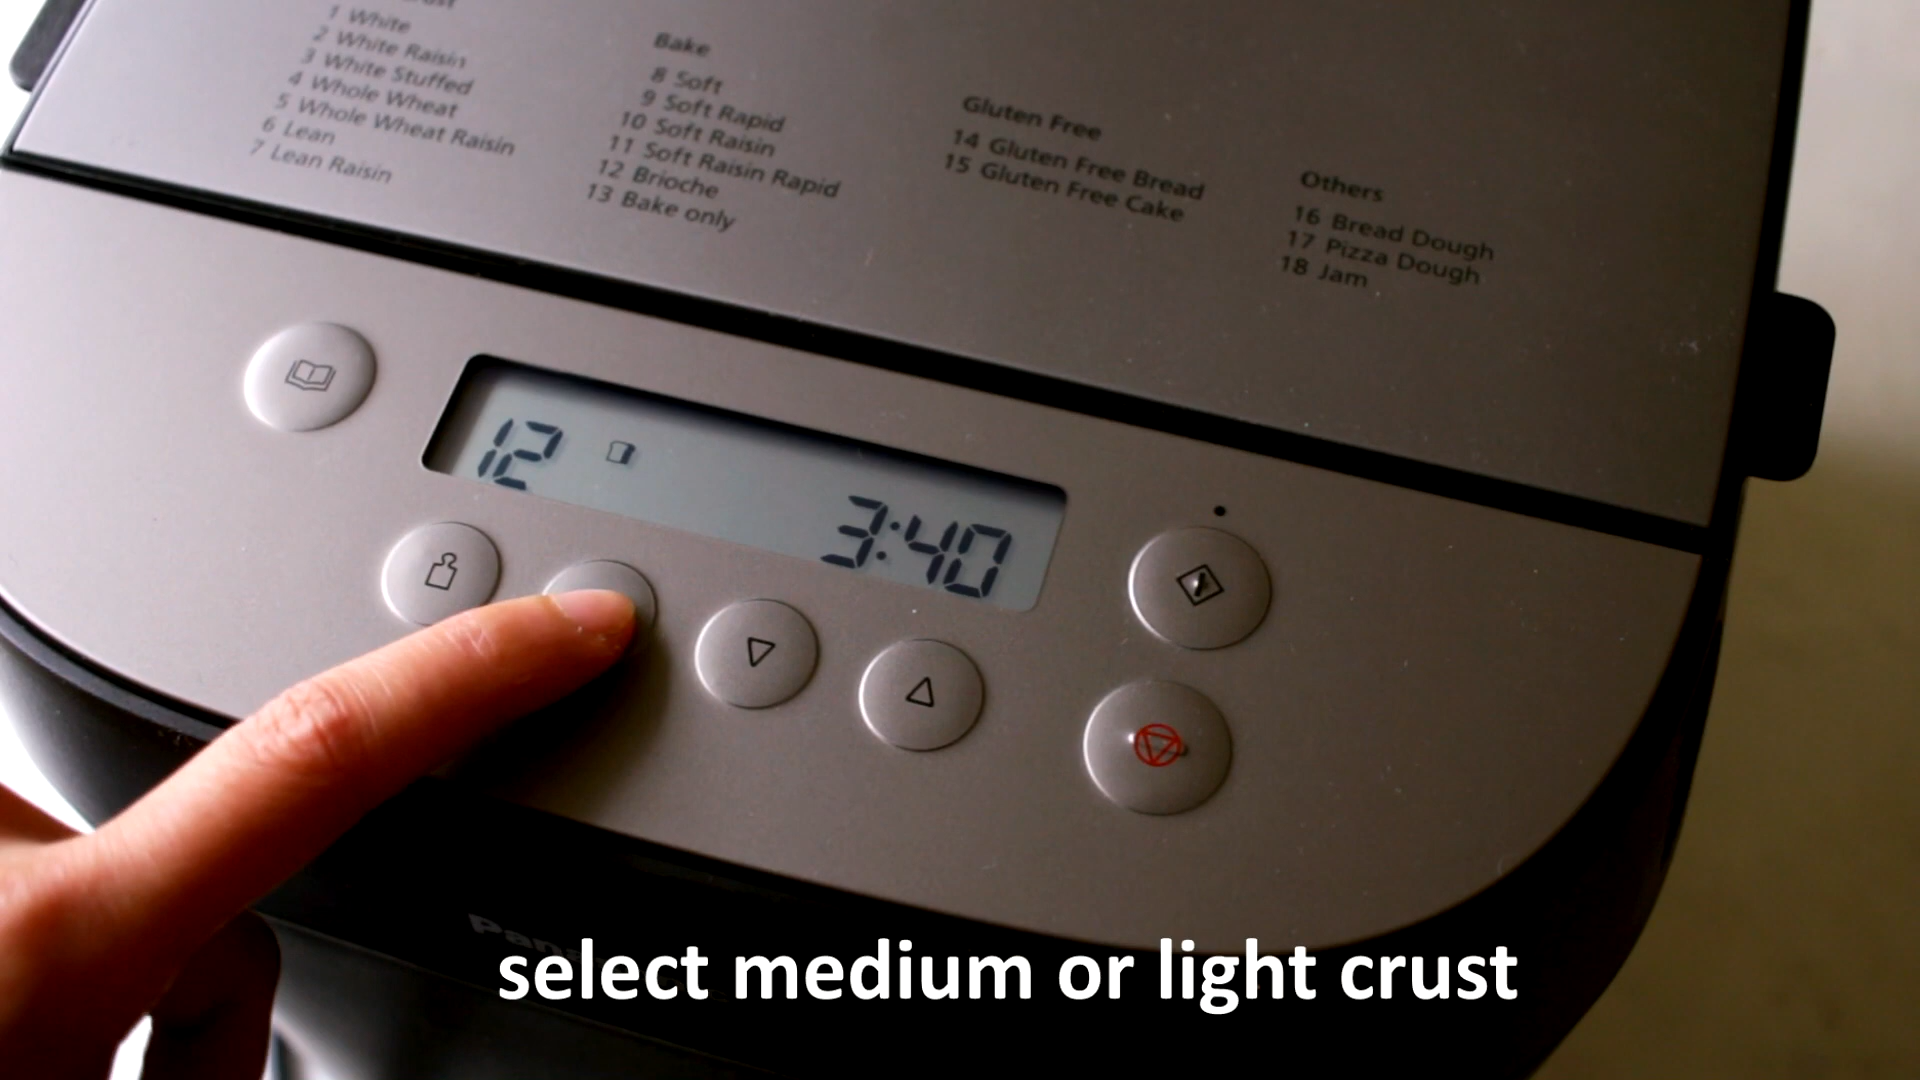 1 White
2 White Raisin
3 White Stuffed
4 Whole Wheat
5 Whole Wheat Raisin
6 Lean
7 Lean Raisin
Bake
8 Soft
9 Soft Rapid
10 Soft Raisin
11 Soft Raisin Rapid
12 Brioche
13 Bake only
Gluten Free
14 Gluten Free Bread
15 Gluten Free Cake
Others
16 Bread Dough
17 Pizza Dough
18 Jam
12
3:40
select medium or light crust